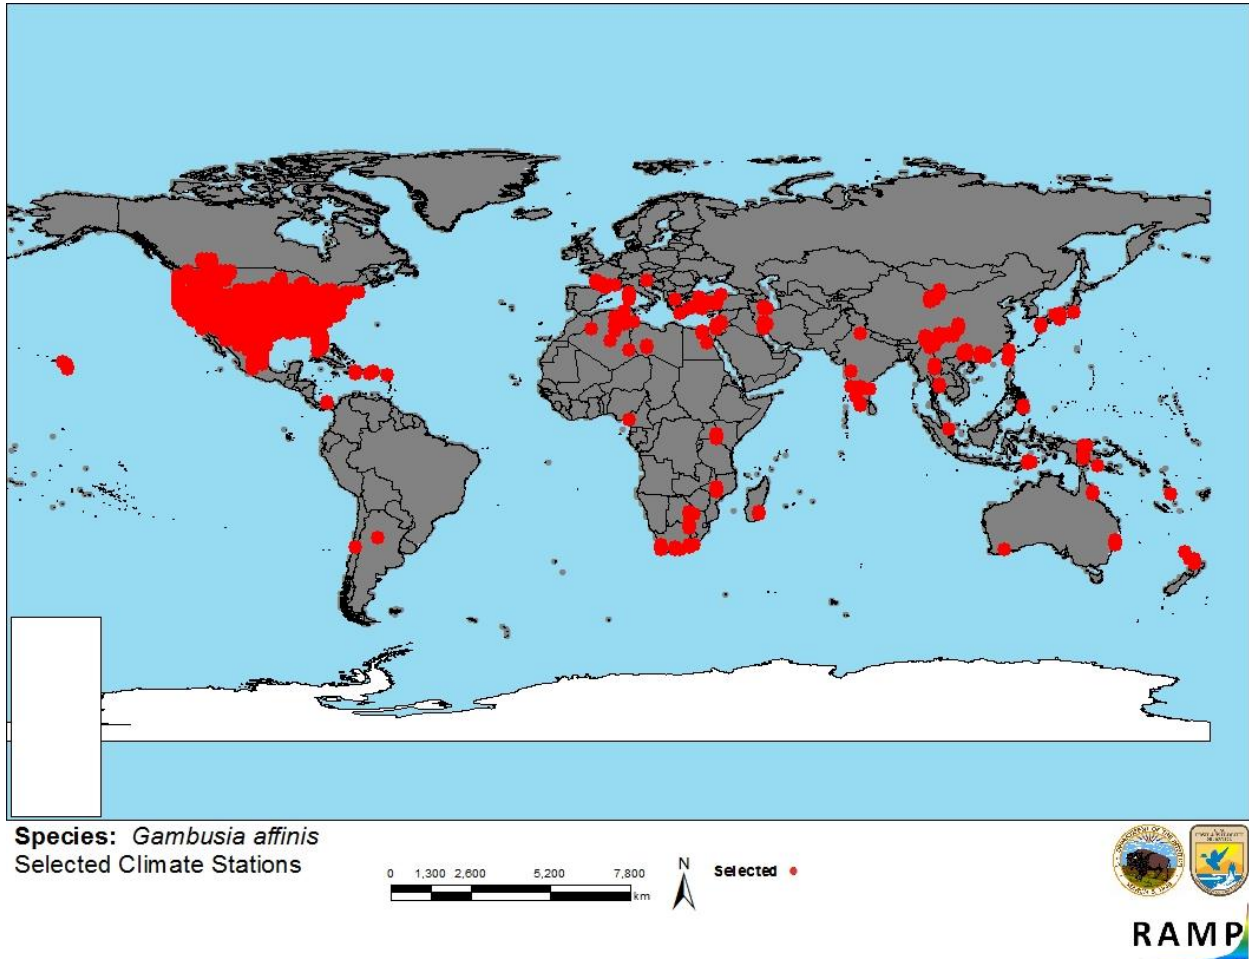 Species: Gambusia affinis
Selected Climate Stations
0 1,300 2,600 5,200 7,800
km
N
Selected
RAMP